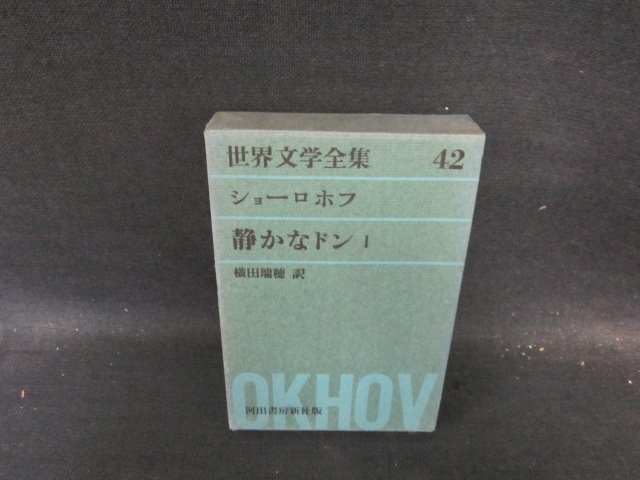 世界文学全集 42
ショーロホフ
静かなドン I
横田瑞穂 訳
OKHOV
河出書房新社版